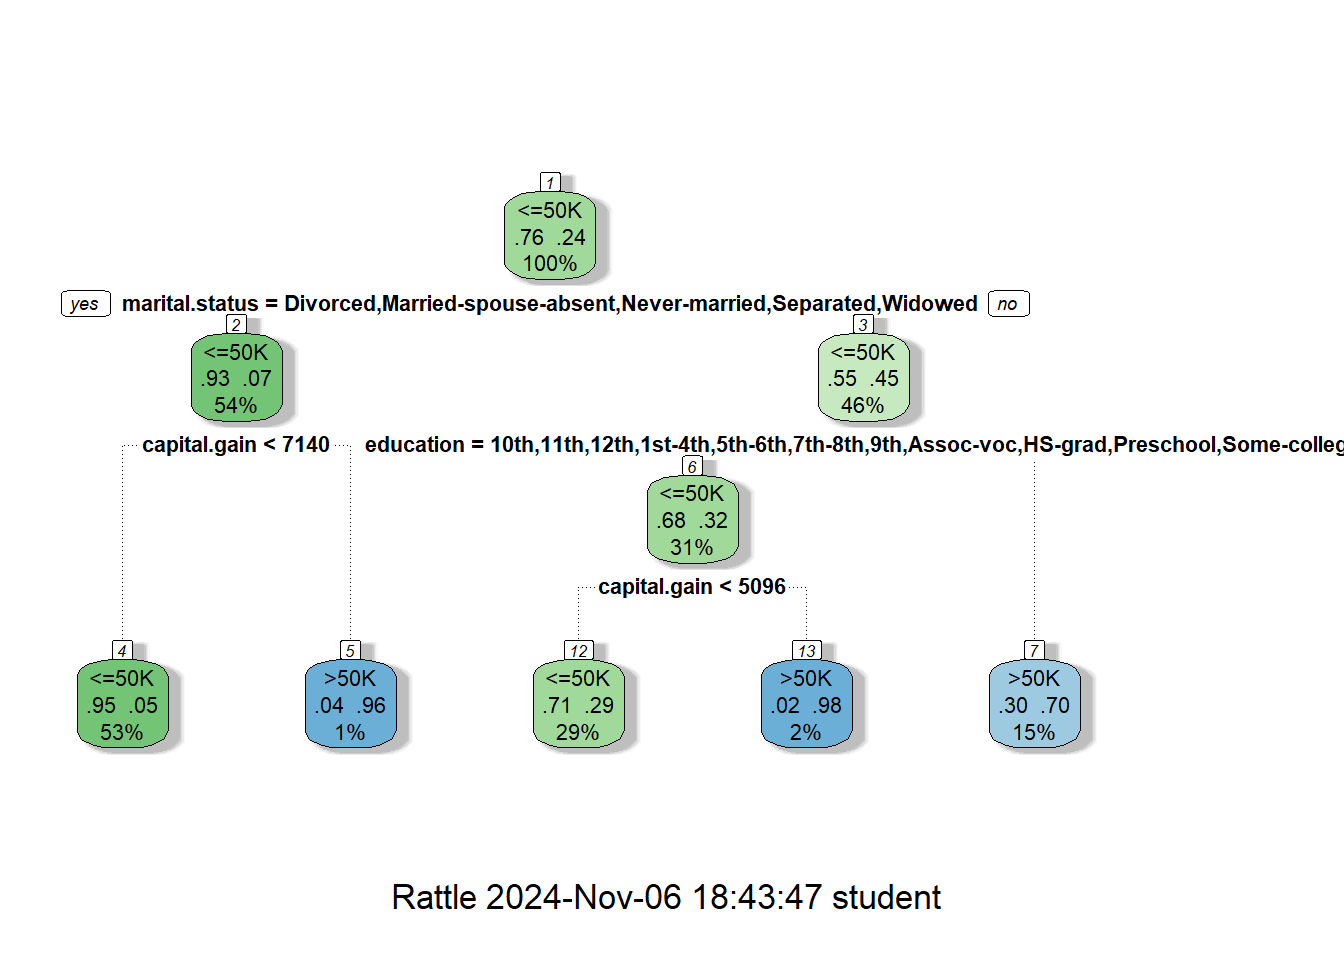 1
<=50K
.76 .24
100%
yes marital.status = Divorced,Married-spouse-absent,Never-married,Separated,Widowed no
2
<=50K
.93 .07
54%
3
<=50K
.55 .45
46%
capital.gain < 7140
education = 10th,11th,12th,1st-4th,5th-6th,7th-8th,9th,Assoc-voc,HS-grad,Preschool,Some-colleg
6
<=50K
.68 .32
31%
capital.gain < 5096
4
<=50K
.95 .05
53%
5
>50K
.04 .96
1%
12
<=50K
.71 .29
29%
13
>50K
.02 .98
2%
7
>50K
.30 .70
15%
Rattle 2024-Nov-06 18:43:47 student